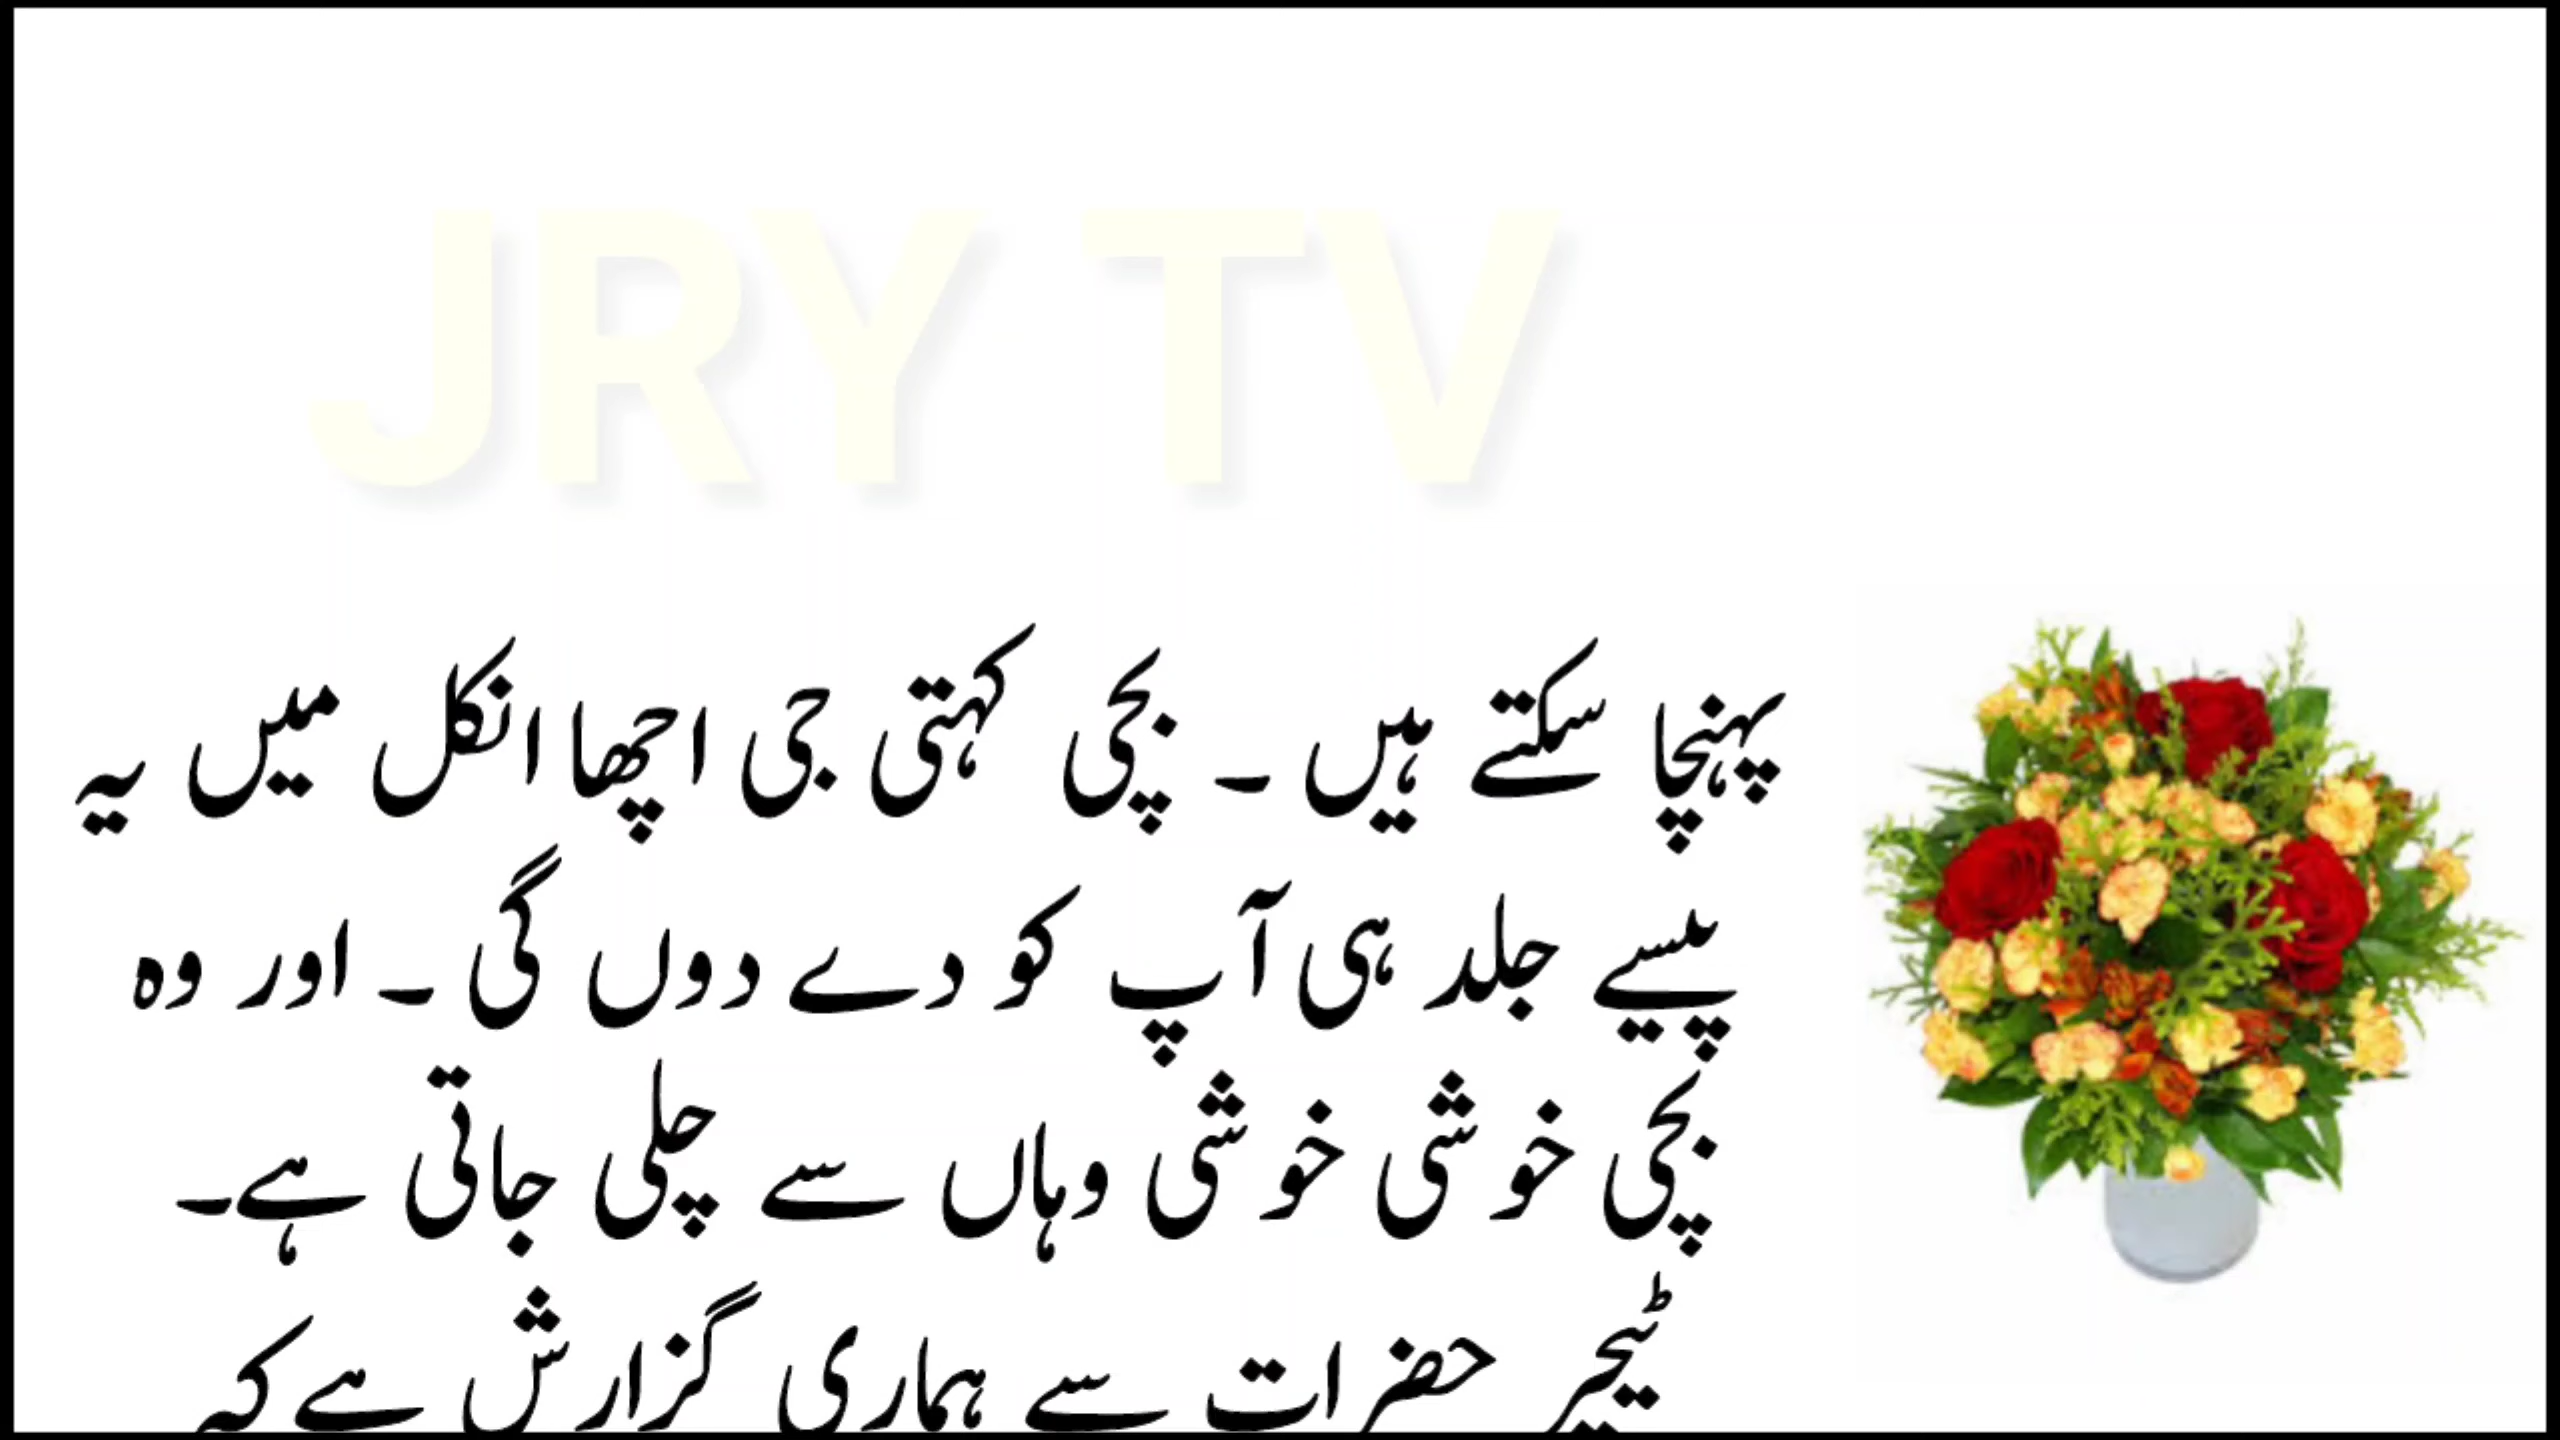 JRY TV
پہنچا سکتے ہیں ۔ بچی کہتی جی اچھا انکل میں یہ
پیسے جلد ہی آپ کو دے دوں گی ۔ اور وہ
بچی خوشی خوشی وہاں سے چلی جاتی ہے۔
ٹیچر حضرات سے ہماری گزارش ہے کہ